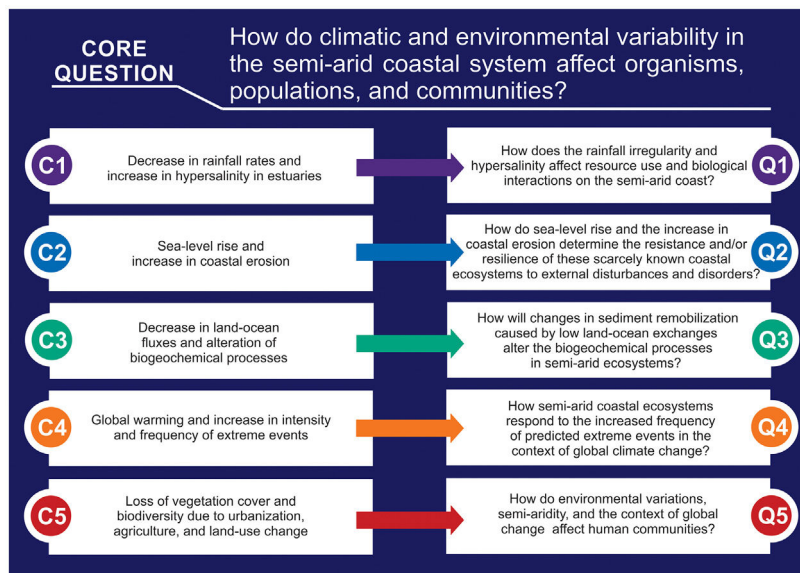 CORE
QUESTION
How do climatic and environmental variability in
the semi-arid coastal system affect organisms,
populations, and communities?
C1
Decrease in rainfall rates and
increase in hypersalinity in estuaries
How does the rainfall irregularity and
hypersalinity affect resource use and biological
interactions on the semi-arid coast?
Q1
C2
Sea-level rise and
increase in coastal erosion
How do sea-level rise and the increase in
coastal erosion determine the resistance and/or
resilience of these scarcely known coastal
ecosystems to external disturbances and disorders?
Q2
C3
Decrease in land-ocean
fluxes and alteration of
biogeochemical processes
How will changes in sediment remobilization
caused by low land-ocean exchanges
alter the biogeochemical processes
in semi-arid ecosystems?
Q3
C4
Global warming and increase in intensity
and frequency of extreme events
How semi-arid coastal ecosystems
respond to the increased frequency
of predicted extreme events in the
context of global climate change?
Q4
C5
Loss of vegetation cover and
biodiversity due to urbanization,
agriculture, and land-use change
How do environmental variations,
semi-aridity, and the context of global
change affect human communities?
Q5